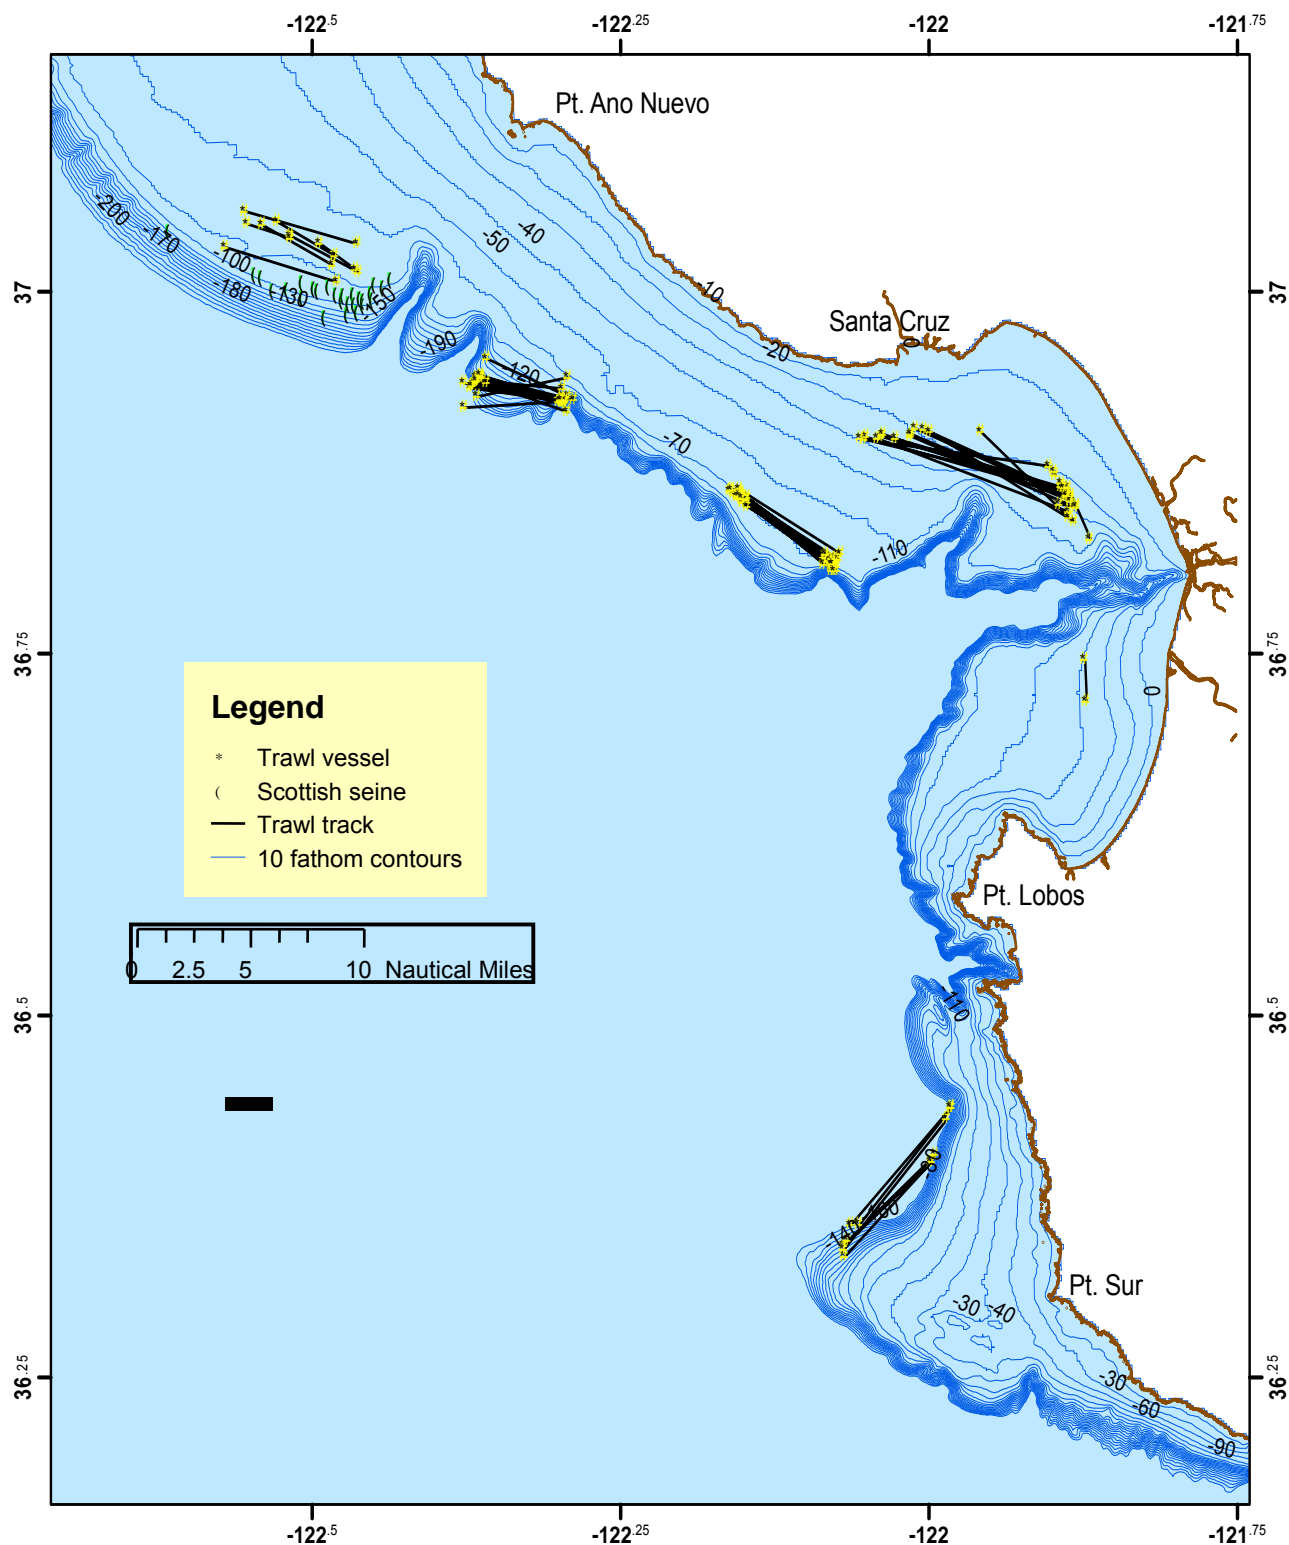 -122.5 -122.25 -122 -121.75
Pt. Ano Nuevo
-200
-170
-40
-50
-100
-180
-130
-150
-10
37 37
Santa Cruz
0
-20
-190
-120
-70
-110
36.75 36.75
0
Legend
* Trawl vessel
( Scottish seine
Trawl track
10 fathom contours
Pt. Lobos
0 2.5 5 10 Nautical Miles
-110
36.5 36.5
-80
-140
Pt. Sur
-30 -40
36.25 36.25
-30
-60
-90
-122.5 -122.25 -122 -121.75